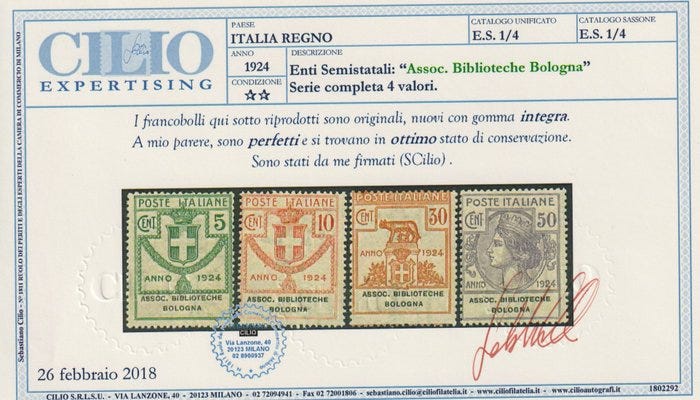 CILIO
EXPERTISING
PAESE
ITALIA REGNO
CATALOGO UNIFICATO
E.S. 1/4
CATALOGO SASSONE
E.S. 1/4
ANNO
1924
DESCRIZIONE
Enti Semistatali: “Assoc. Biblioteche Bologna”
CONDIZIONE
☆☆
Serie completa 4 valori.
I francobolli qui sotto riprodotti sono originali, nuovi con gomma integra.
A mio parere, sono perfetti e si trovano in ottimo stato di conservazione.
Sono stati da me firmati (SCilio) .
POSTE ITALIANE
CENT 5
ANNO 1924
ASSOC. BIBLIOTECHE
BOLOGNA
POSTE ITALIANE
CENT 10
ANNO 1924
ASSOC. BIBLIOTECHE
BOLOGNA
POSTE ITALIANE
CENT. 30
ANNO 1924
ASSOC. BIBLIOTECHE
BOLOGNA
POSTE ITALIANE
CENT 50
ANNO 1924
ASSOC. BIBLIOTECHE
BOLOGNA
CILIO
Via Lanzone, 40
20123 MILANO
02 8900937
26 febbraio 2018
CILIO S.R.L.S.U. - VIA LANZONE, 40 - 20123 MILANO - Tel 02 72094941 - Fax 02 72001806 - sebastiano.cilio@ciliofilatelia.it - www.ciliofilatelia.it - www.cilioautografi.it
1802292
Sebastiano Cilio - N° 1811 RUOLO DEI PERITI E DEGLI ESPERTI DELLA CAMERA DI COMMERCIO DI MILANO